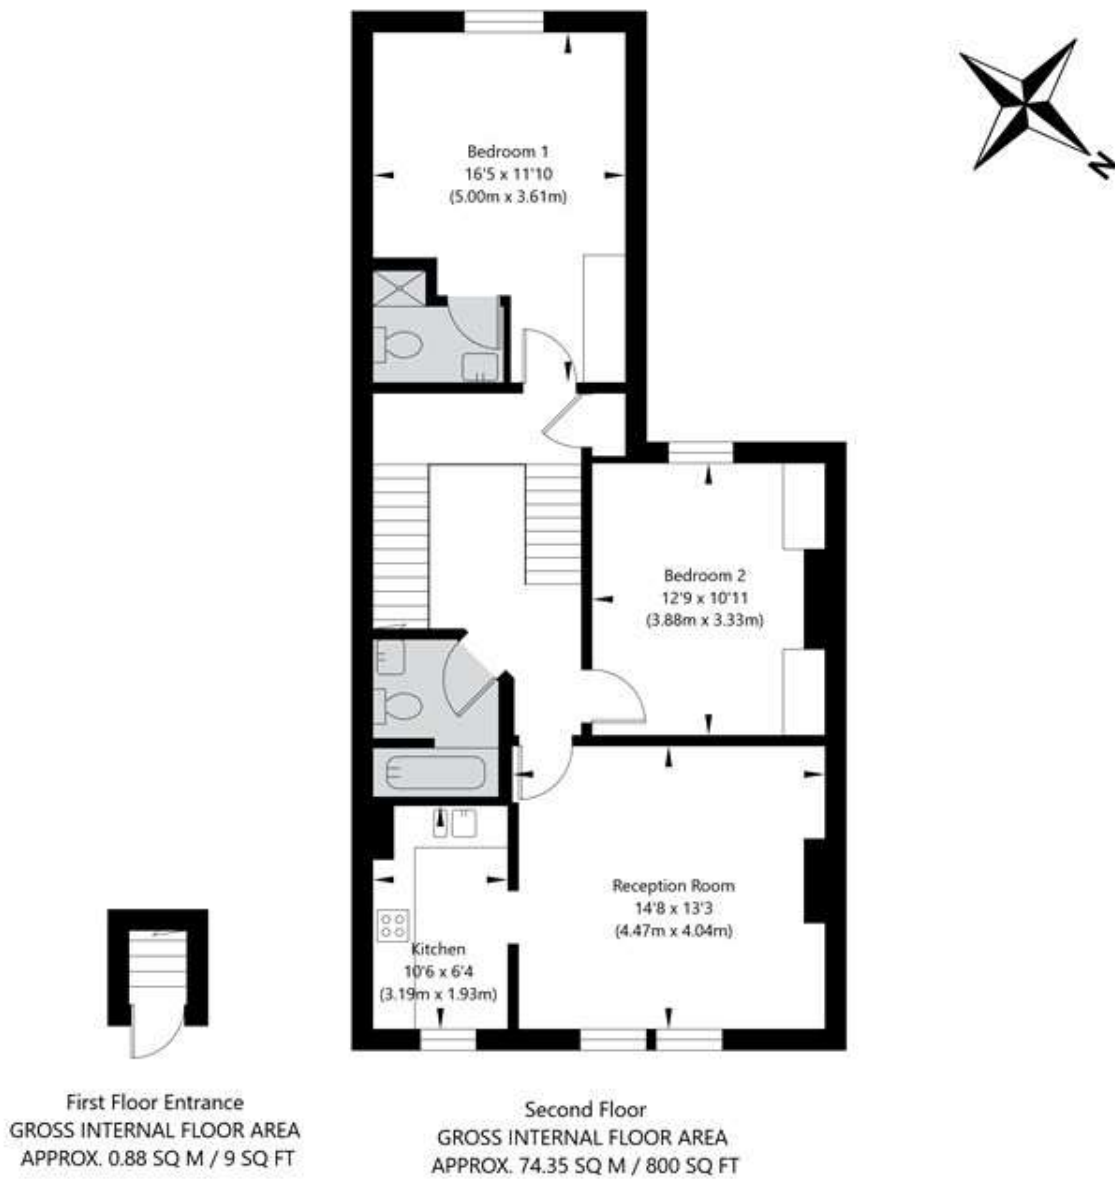 N
Bedroom 1
16'5 x 11'10
(5.00m x 3.61m)
Bedroom 2
12'9 x 10'11
(3.88m x 3.33m)
Reception Room
14'8 x 13'3
(4.47m x 4.04m)
Kitchen
10'6 x 6'4
(3.19m x 1.93m)
First Floor Entrance
GROSS INTERNAL FLOOR AREA
APPROX. 0.88 SQ M / 9 SQ FT
Second Floor
GROSS INTERNAL FLOOR AREA
APPROX. 74.35 SQ M / 800 SQ FT